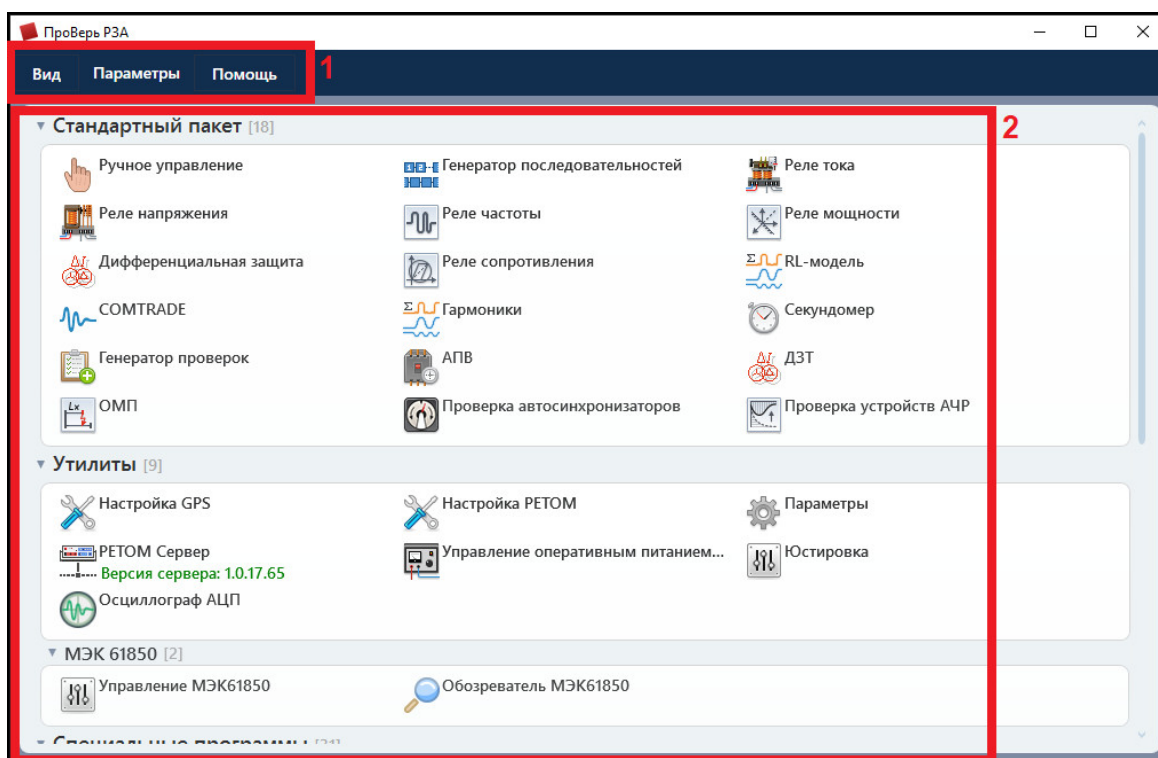 ПроВерь РЗА
Вид Параметры Помощь 1
2
Стандартный пакет [18]
Ручное управление Генератор последовательностей Реле тока
Реле напряжения Реле частоты Реле мощности
Дифференциальная защита Реле сопротивления RL-модель
COMTRADE Гармоники Секундомер
Генератор проверок АПВ ДЗТ
ОМП Проверка автосинхронизаторов Проверка устройств АЧР
Утилиты [9]
Настройка GPS Настройка РЕТОМ Параметры
РЕТОМ Сервер Управление оперативным питанием... Юстировка
Версия сервера: 1.0.17.65
Осциллограф АЦП
МЭК 61850 [2]
Управление МЭК61850 Обозреватель МЭК61850
Специальные программы